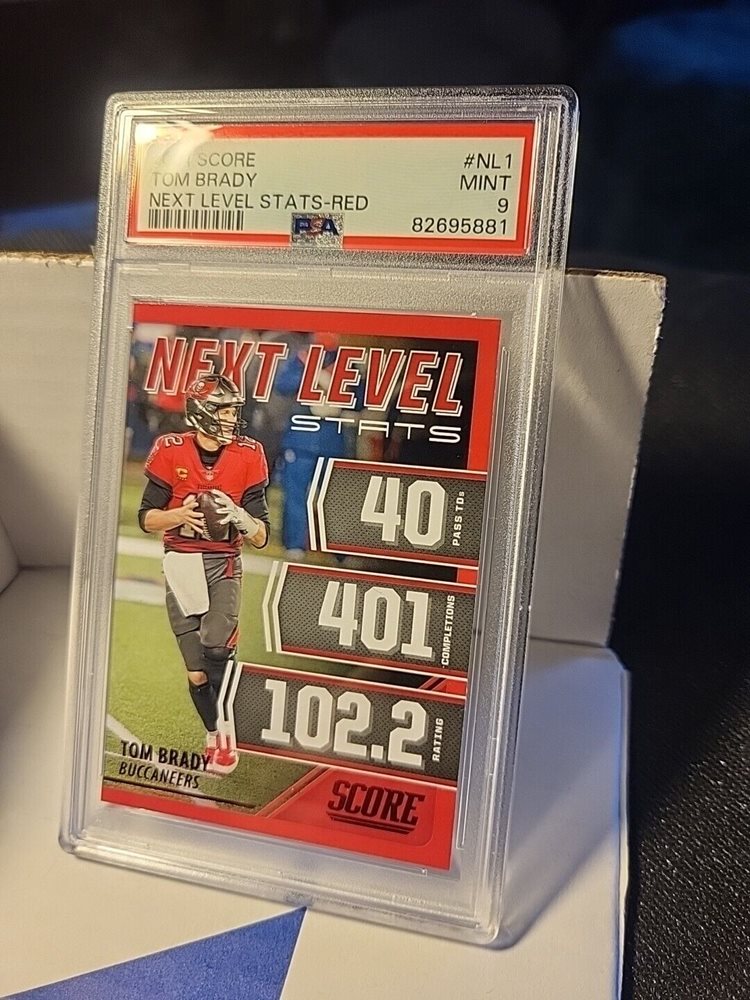 SCORE
#NL1
TOM BRADY
MINT
NEXT LEVEL STATS-RED
9
PSA
82695881
NEXT LEVEL
STATS
12
C
40
PASS TDs
401
COMPLETIONS
102.2
RATING
TOM BRADY
BUCCANEERS
SCORE